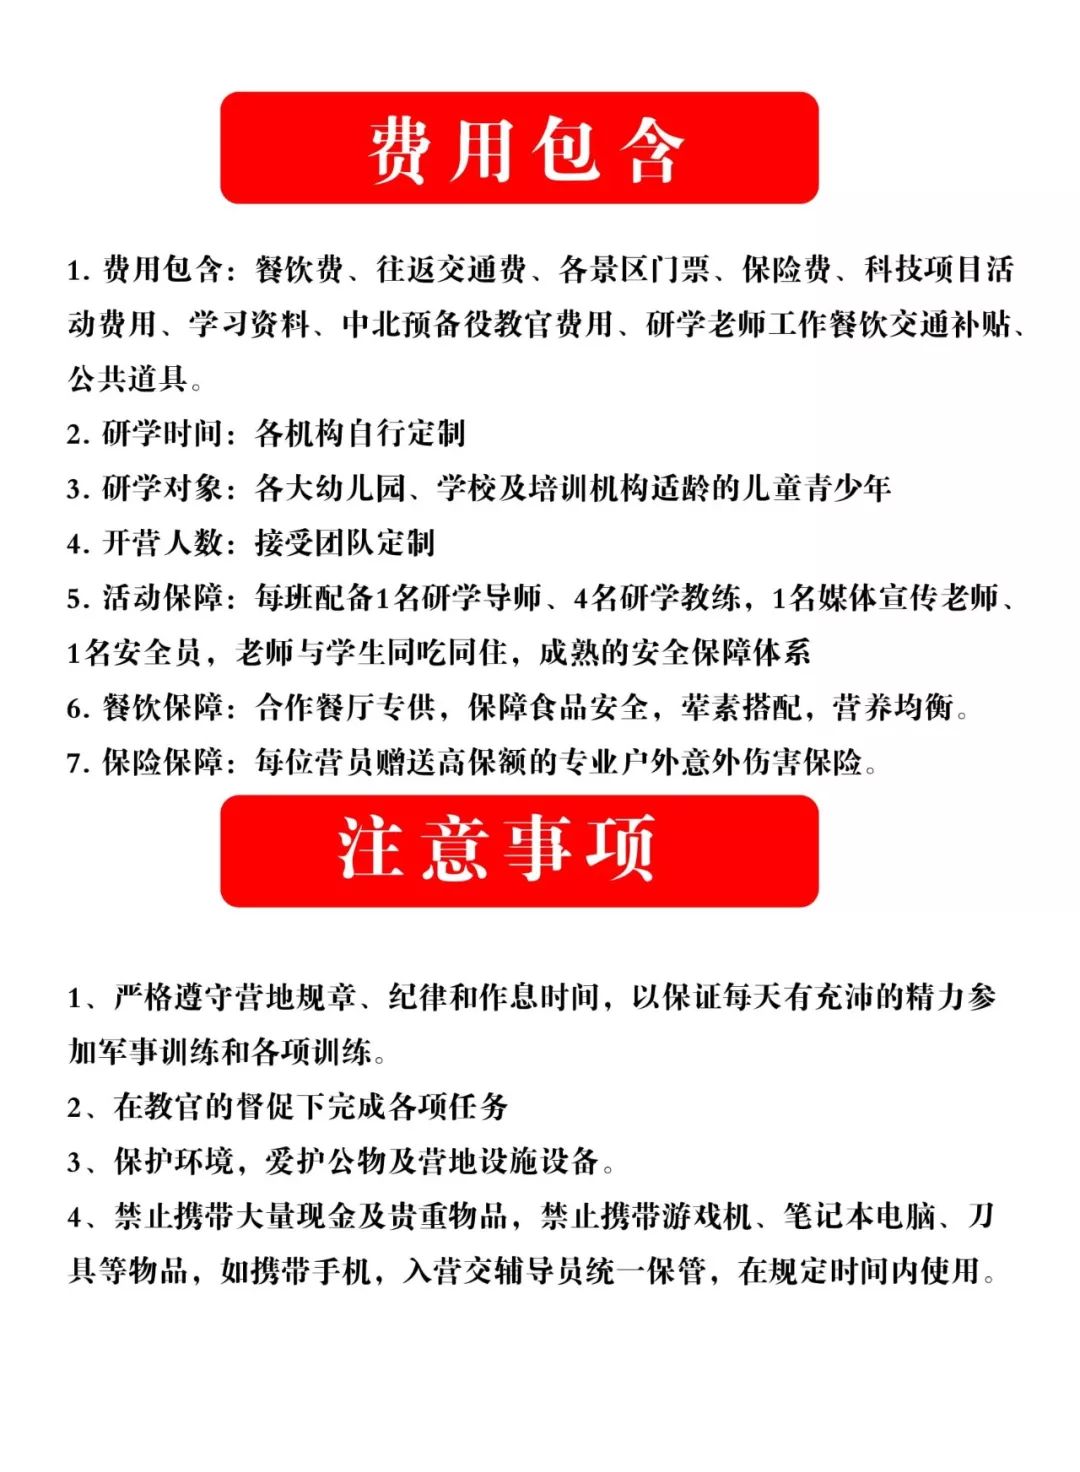 费用包含
1. 费用包含：餐饮费、往返交通费、各景区门票、保险费、科技项目活
动费用、学习资料、中北预备役教官费用、研学老师工作餐饮交通补贴、
公共道具。
2. 研学时间：各机构自行定制
3. 研学对象：各大幼儿园、学校及培训机构适龄的儿童青少年
4. 开营人数：接受团队定制
5. 活动保障：每班配备1名研学导师、4名研学教练，1名媒体宣传老师、
1名安全员，老师与学生同吃同住，成熟的安全保障体系
6. 餐饮保障：合作餐厅专供，保障食品安全，荤素搭配，营养均衡。
7. 保险保障：每位营员赠送高保额的专业户外意外伤害保险。
注意事项
1、严格遵守营地规章、纪律和作息时间，以保证每天有充沛的精力参
加军事训练和各项训练。
2、在教官的督促下完成各项任务
3、保护环境，爱护公物及营地设施设备。
4、禁止携带大量现金及贵重物品，禁止携带游戏机、笔记本电脑、刀
具等物品，如携带手机，入营交辅导员统一保管，在规定时间内使用。